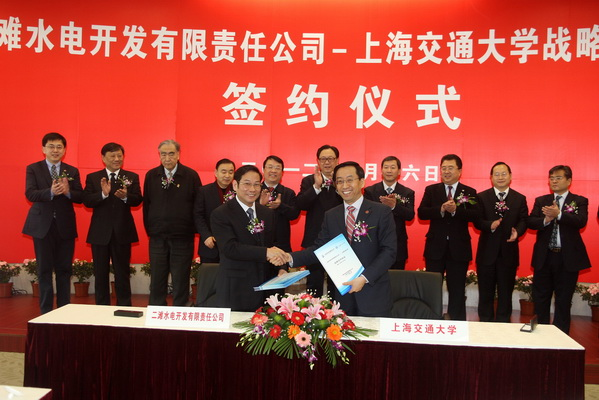 滩水电开发有限责任公司-上海交通大学战略
签约仪式
二滩水电开发有限责任公司
上海交通大学